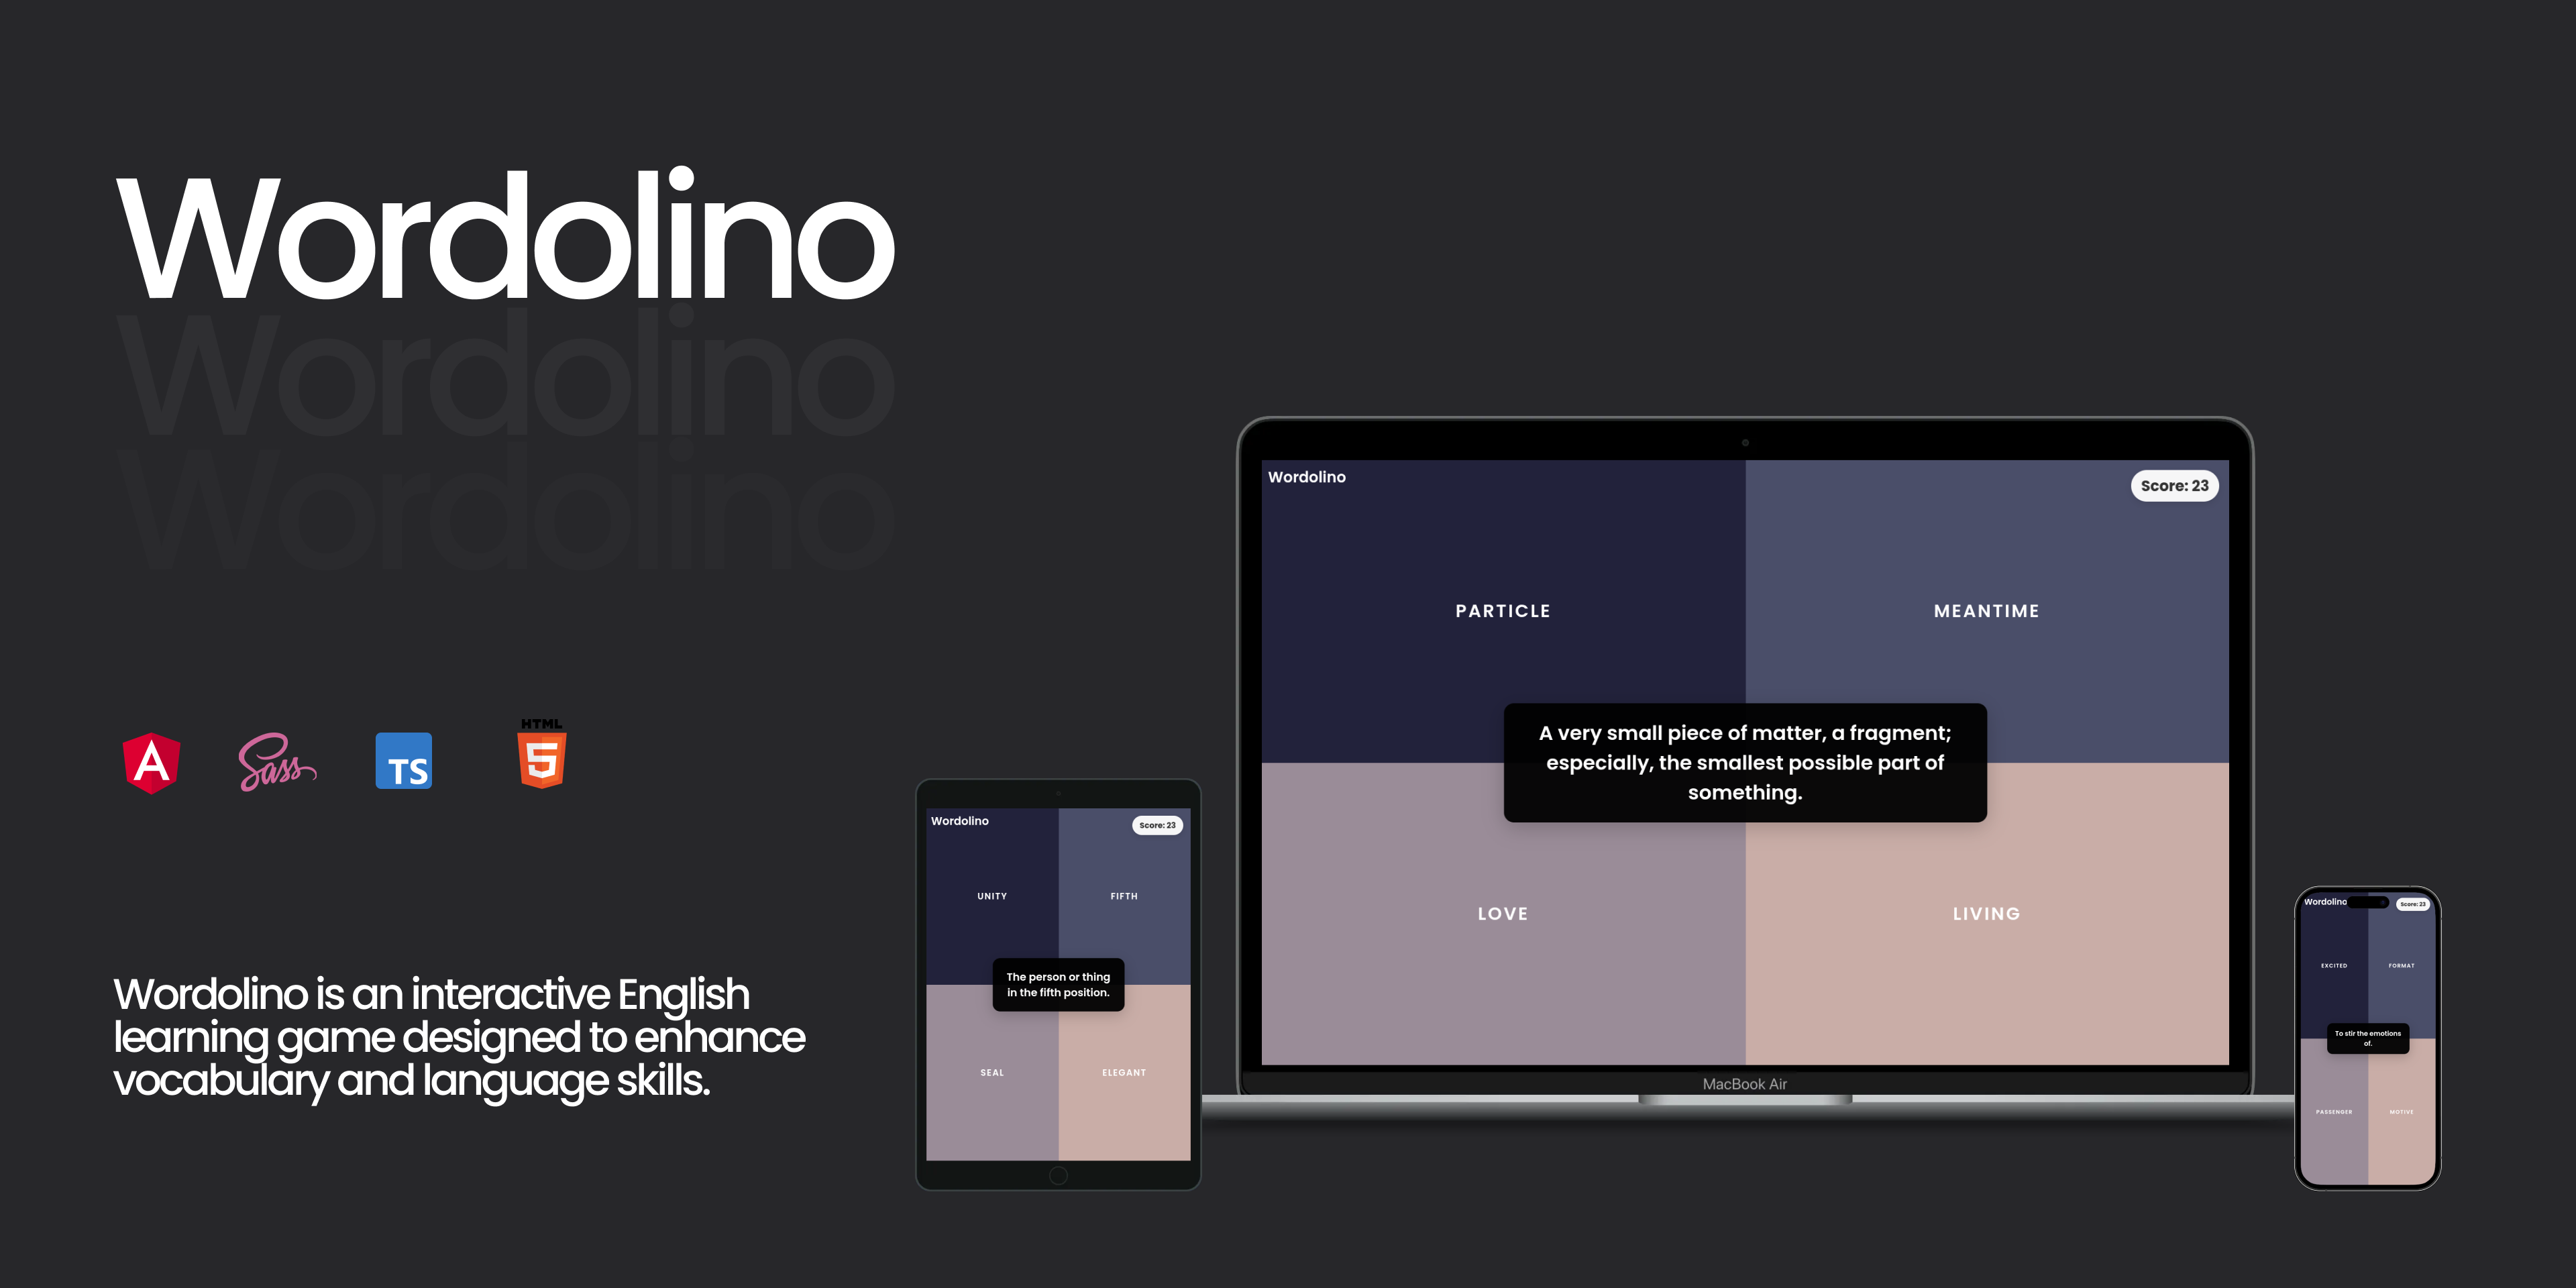 Wordolino
Wordolino
Wordolino
A
Sass
TS
HTML
5
Wordolino is an interactive English
learning game designed to enhance
vocabulary and language skills.
Wordolino
Score: 23
UNITY
FIFTH
The person or thing
in the fifth position.
SEAL
ELEGANT
Wordolino
Score: 23
PARTICLE
MEANTIME
A very small piece of matter, a fragment;
especially, the smallest possible part of
something.
LOVE
LIVING
MacBook Air
Wordolino
Score: 23
EXCITED
FORMAT
To stir the emotions
of.
PASSENGER
MOTIVE